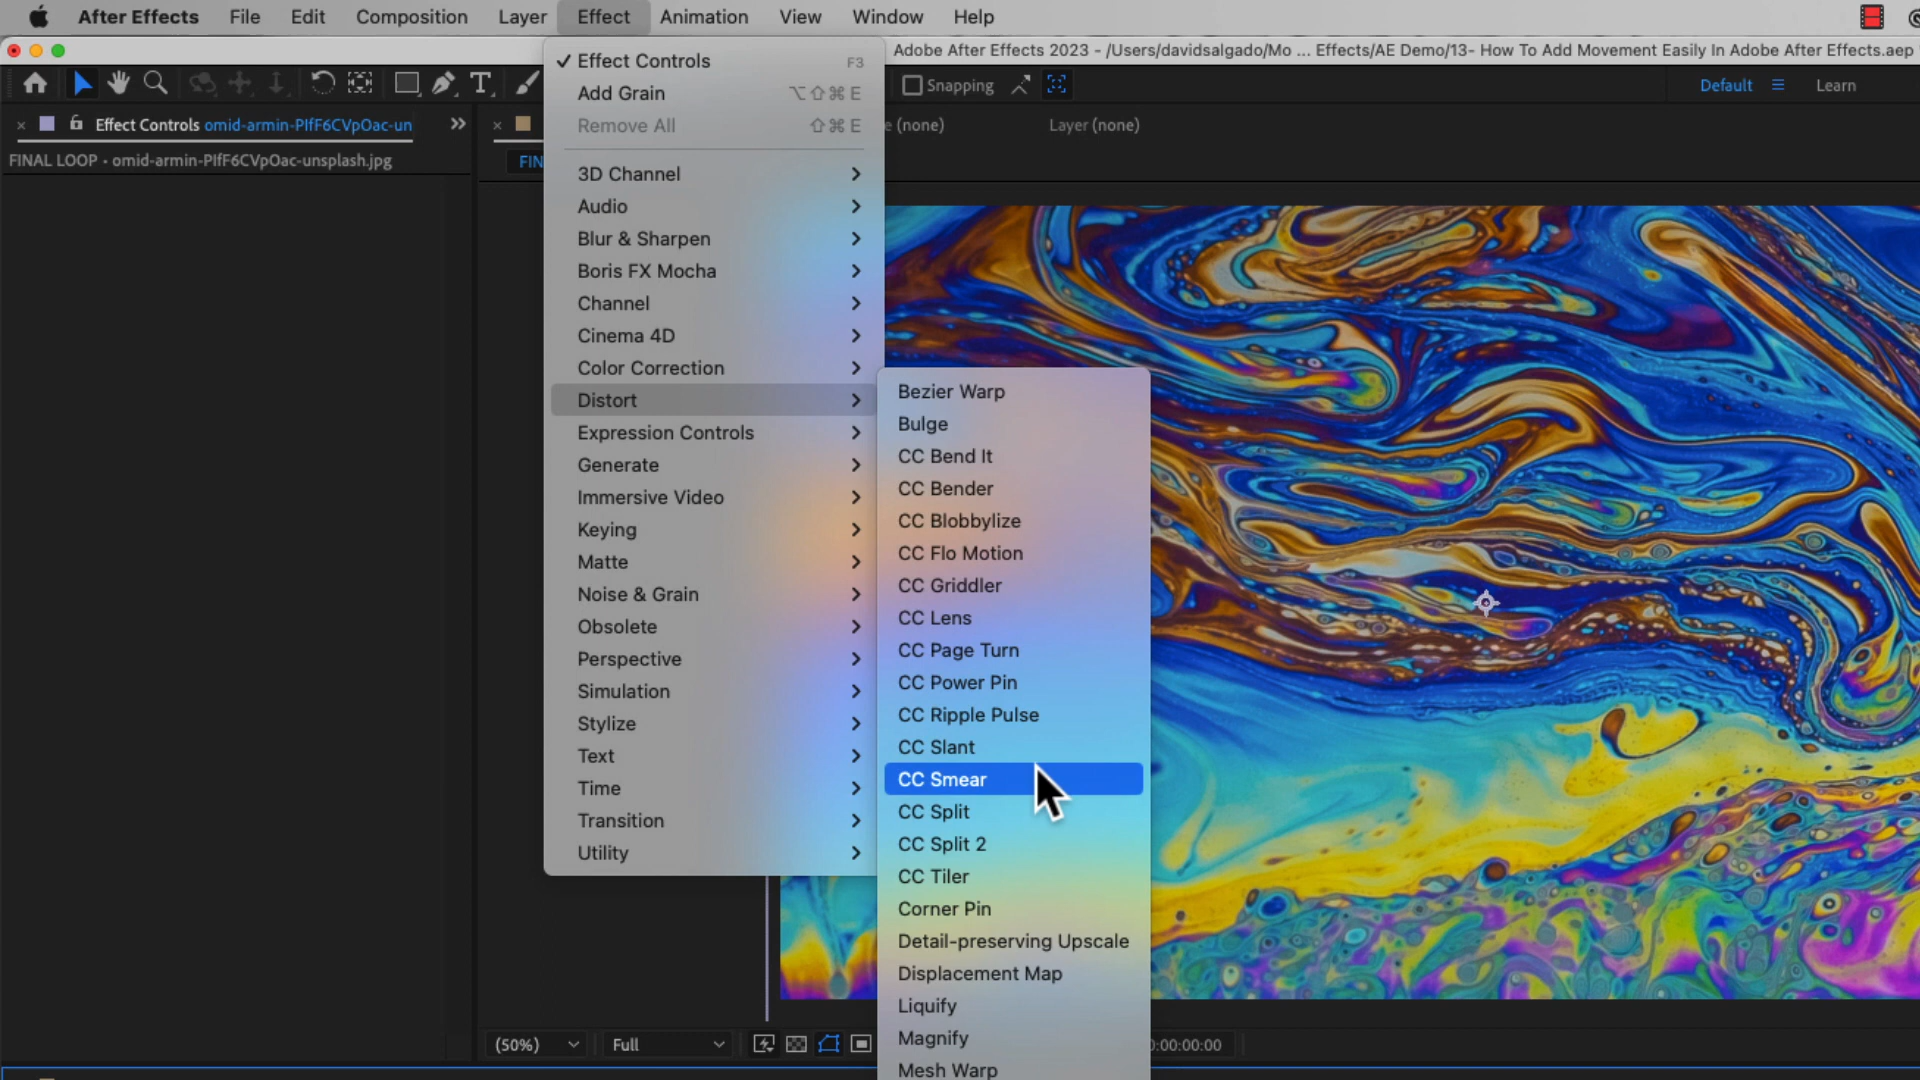 After Effects File Edit Composition Layer Effect Animation View Window Help
Adobe After Effects 2023 - /Users/davidsalgado/Mo ... Effects/AE Demo/13- How To Add Movement Easily In Adobe After Effects.aep
Snapping Default Learn
Effect Controls omid-armin-PIfF6CVpOac-un
e (none) Layer (none)
FINAL LOOP • omid-armin-PIfF6CVpOac-unsplash.jpg
FIN
✓ Effect Controls F3
Add Grain ⌥⇧⌘E
Remove All ⇧⌘E
3D Channel
Audio
Blur & Sharpen
Boris FX Mocha
Channel
Cinema 4D
Color Correction
Distort
Expression Controls
Generate
Immersive Video
Keying
Matte
Noise & Grain
Obsolete
Perspective
Simulation
Stylize
Text
Time
Transition
Utility
Bezier Warp
Bulge
CC Bend It
CC Bender
CC Blobbylize
CC Flo Motion
CC Griddler
CC Lens
CC Page Turn
CC Power Pin
CC Ripple Pulse
CC Slant
CC Smear
CC Split
CC Split 2
CC Tiler
Corner Pin
Detail-preserving Upscale
Displacement Map
Liquify
Magnify
Mesh Warp
(50%) Full 0:00:00:00